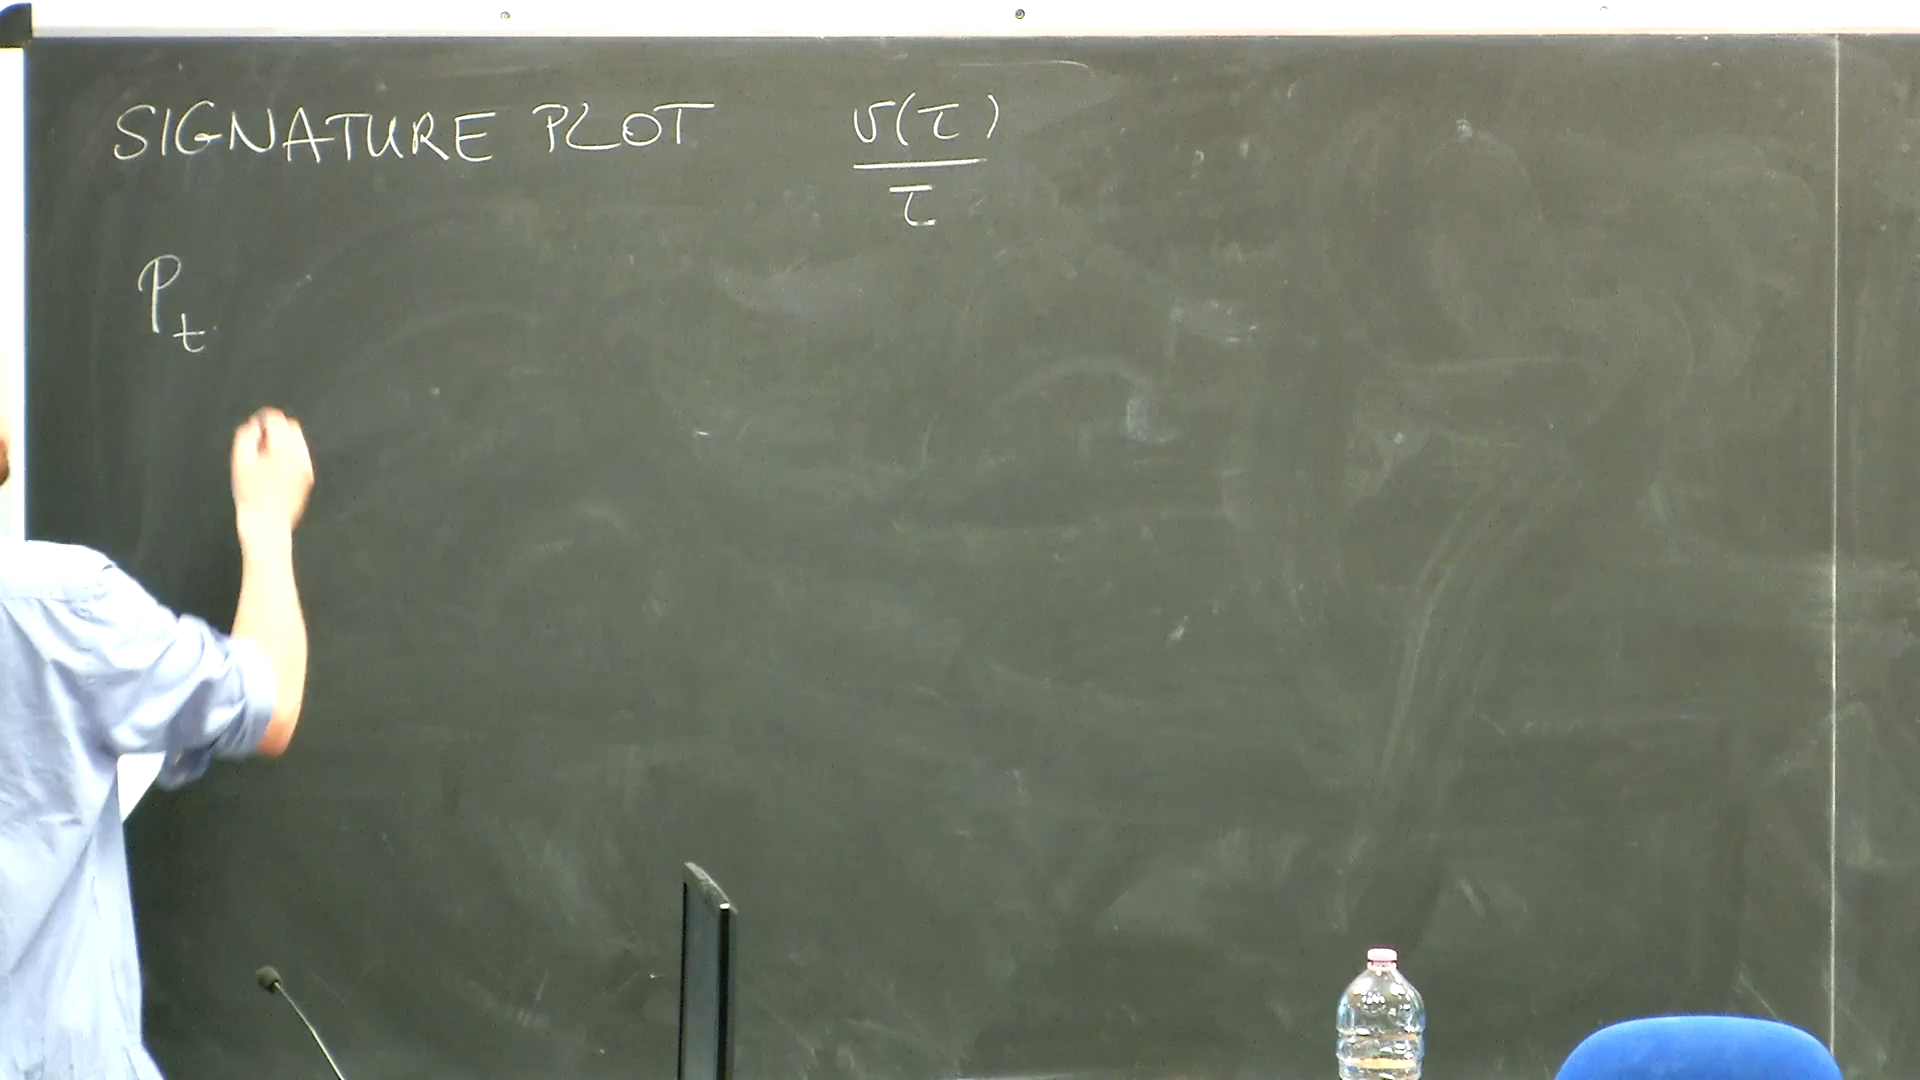 SIGNATURE PLOT v(τ)
τ
P_t